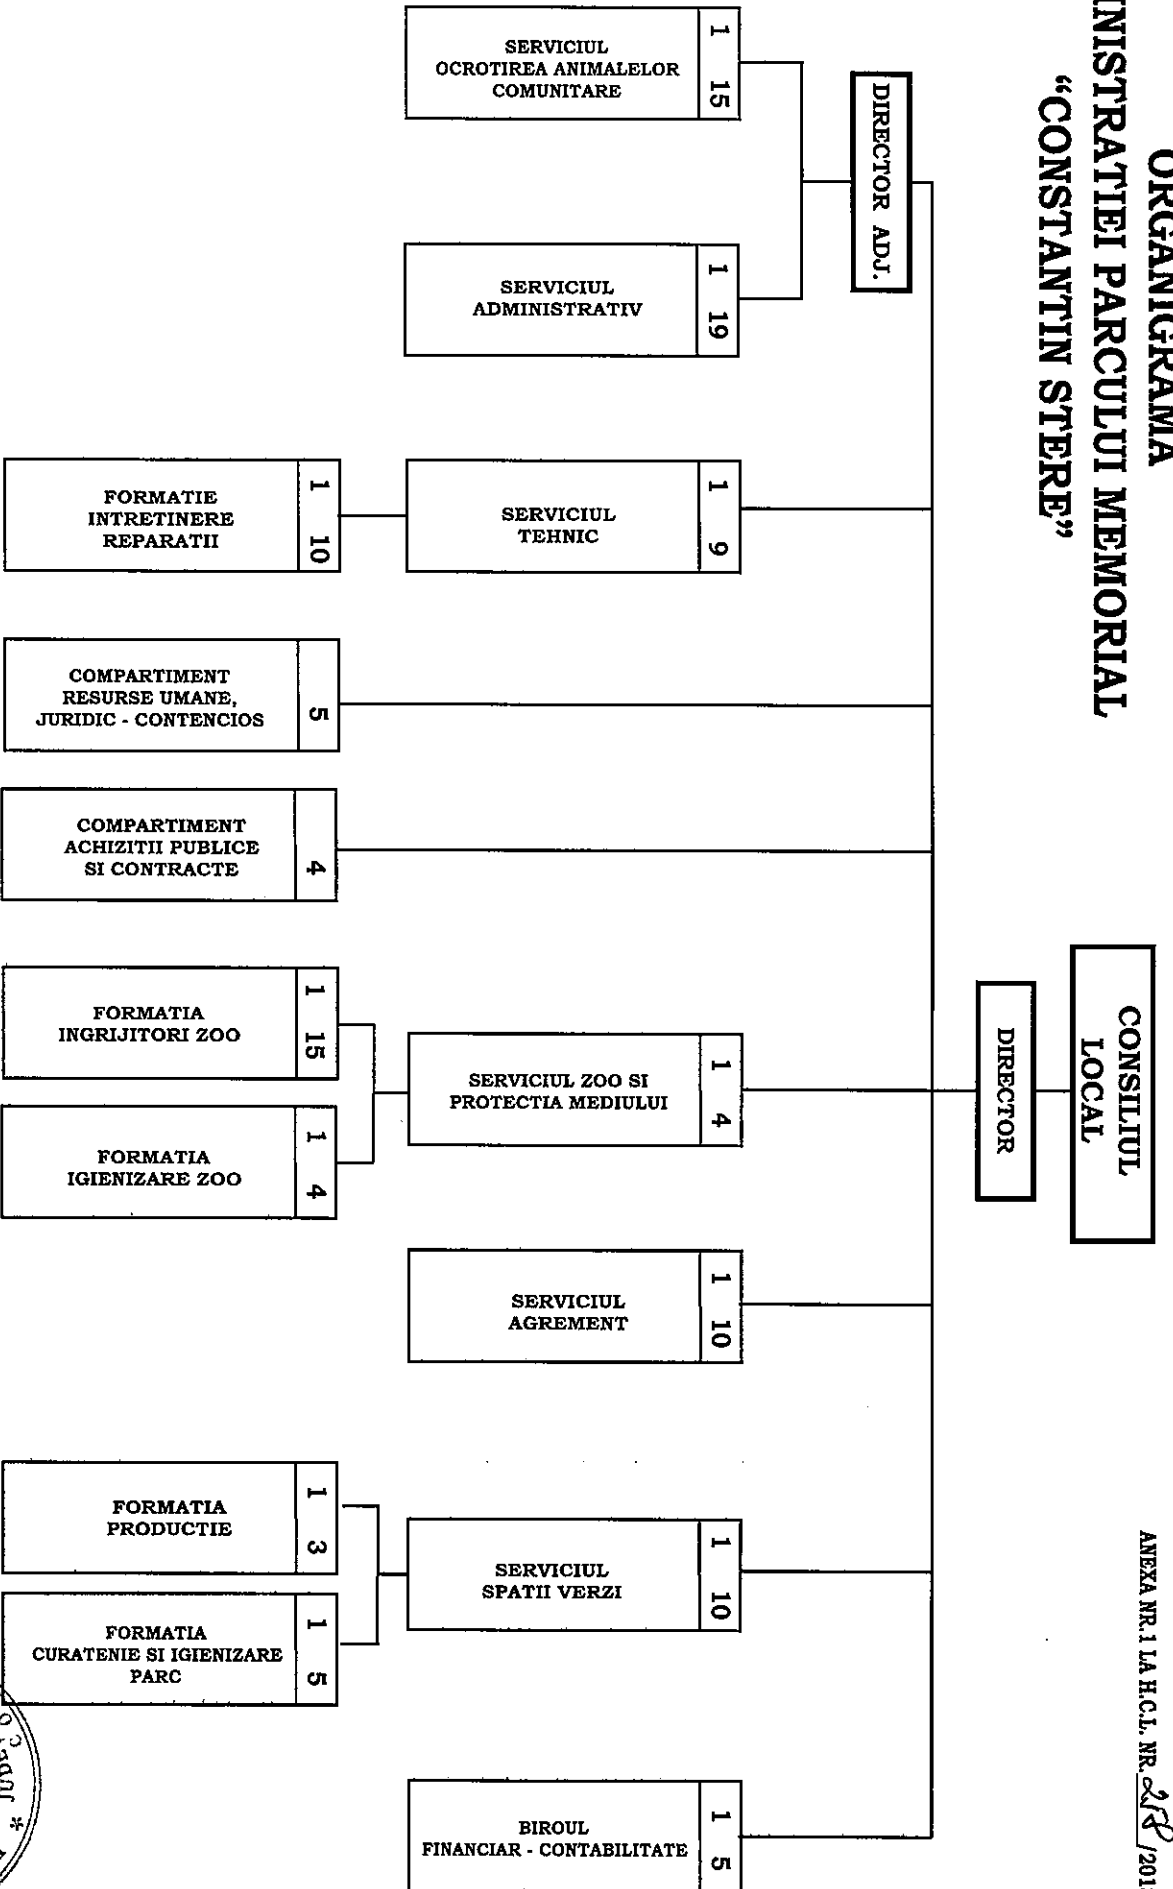 ORGANIGRAMA
PARCULUI MEMORIAL
“CONSTANTIN STERE”
ANEXA NR.1 LA H.C.L. NR.
CONSILIUL
LOCAL
DIRECTOR
DIRECTOR ADJ.
1 15
SERVICIUL
OCROTIREA ANIMALELOR
COMUNITARE
1 19
SERVICIUL
ADMINISTRATIV
1 9
SERVICIUL
TEHNIC
1 10
FORMATIE
INTRETINERE
REPARATII
5
COMPARTIMENT
RESURSE UMANE,
JURIDIC - CONTENCIOS
4
COMPARTIMENT
ACHIZITII PUBLICE
SI CONTRACTE
1 4
SERVICIUL ZOO SI
PROTECTIA MEDIULUI
1 15
FORMATIA
INGRIJITORI ZOO
1 4
FORMATIA
IGIENIZARE ZOO
1 10
SERVICIUL
AGREMENT
1 10
SERVICIUL
SPATII VERZI
1 3
FORMATIA
PRODUCTIE
1 5
FORMATIA
CURATENIE SI IGIENIZARE
PARC
1 5
BIROUL
FINANCIAR - CONTABILITATE